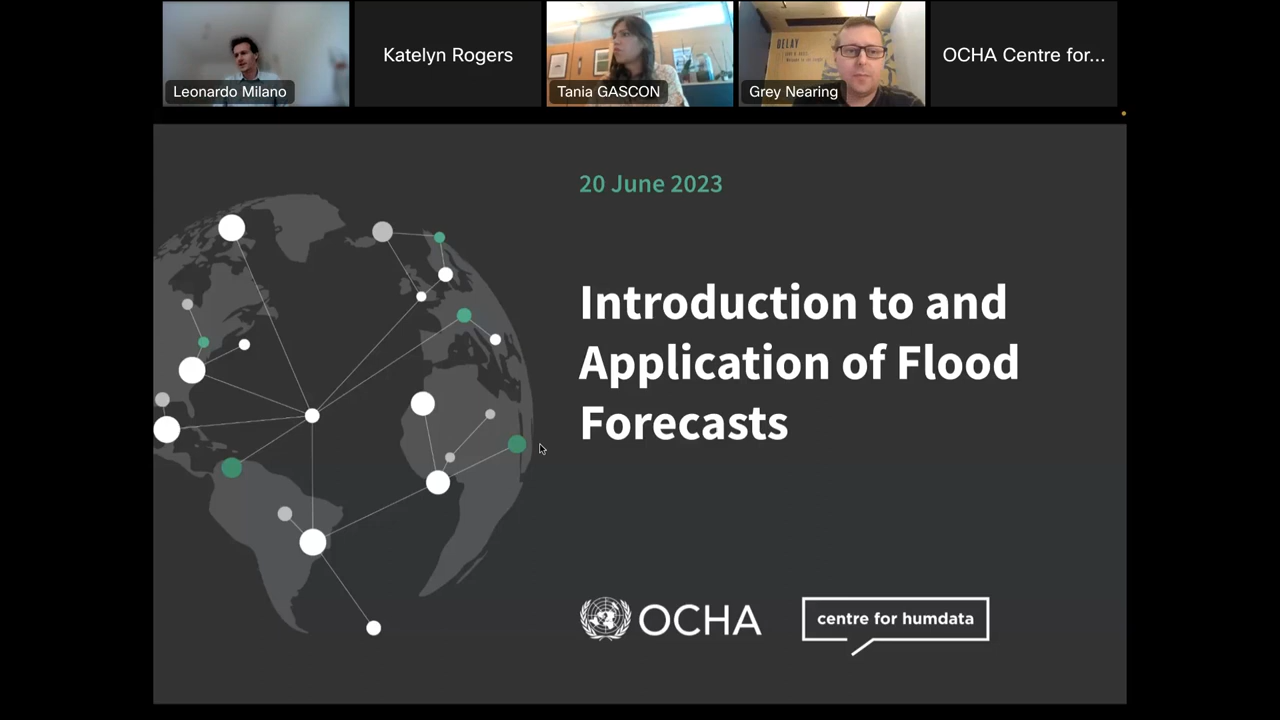 Leonardo Milano
Katelyn Rogers
Tania GASCON
Grey Nearing
OCHA Centre for...
20 June 2023
Introduction to and
Application of Flood
Forecasts
OCHA
centre for humdata